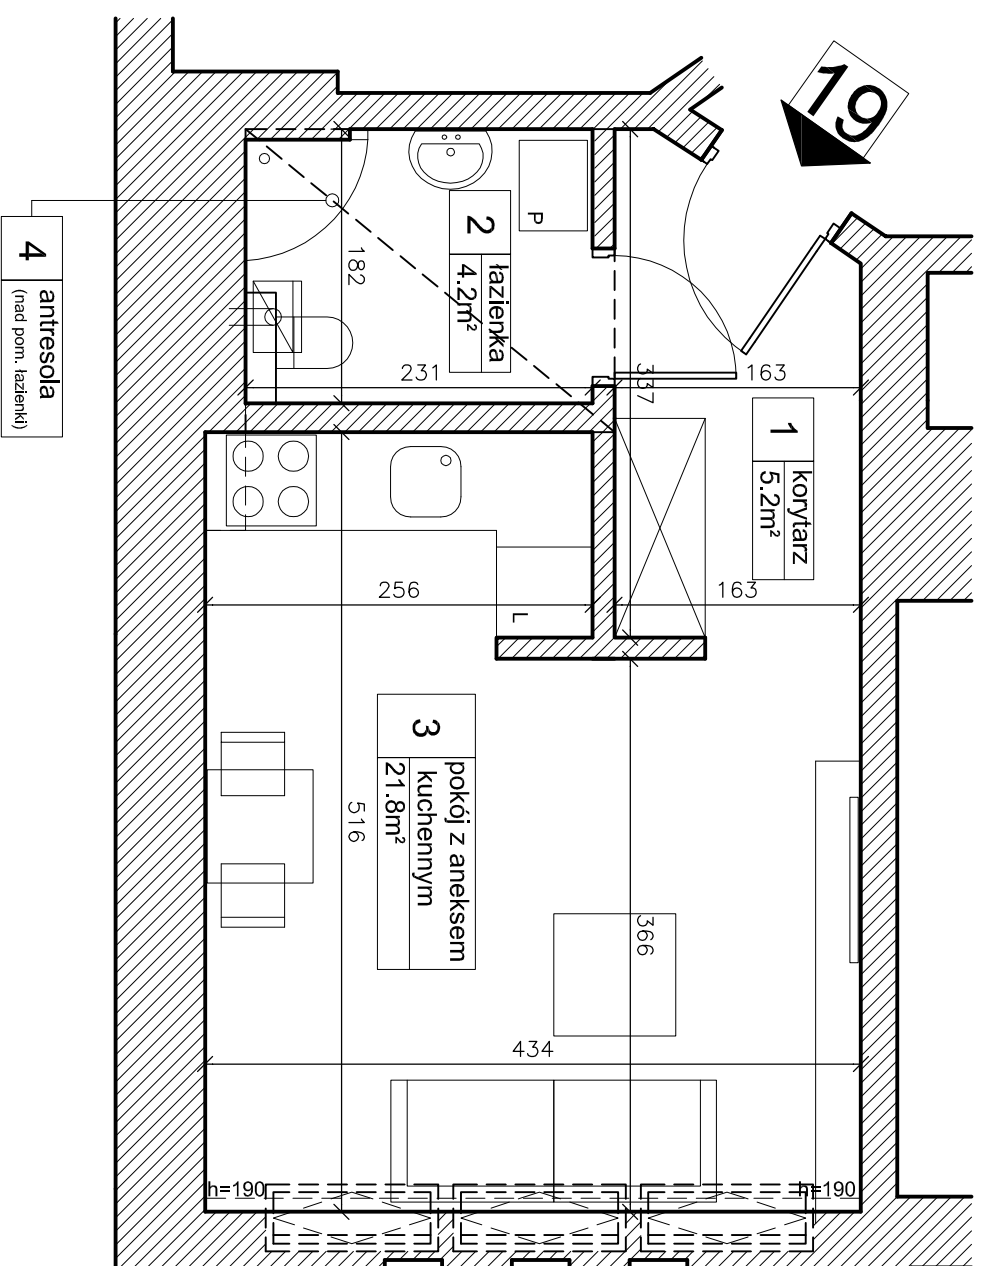 19
P
2
łazienka
4.2m²
182
4
antresola
(nad pom. łazienki)
231
337
163
1
korytarz
5.2m²
256
163
L
3
pokój z aneksem
kuchennym
21.8m²
516
366
434
h=190
h=190